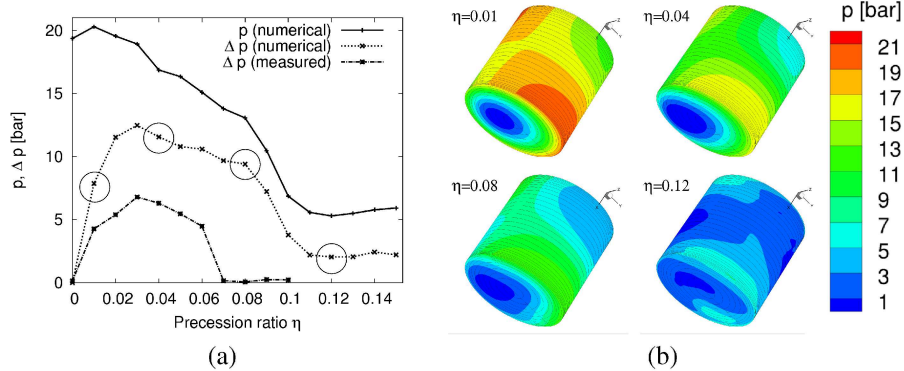 p (numerical)
Δ p (numerical)
Δ p (measured)
20
15
10
5
0
p, Δ p [bar]
0 0.02 0.04 0.06 0.08 0.1 0.12 0.14
Precession ratio η
(a)
η=0.01
η=0.04
η=0.08
η=0.12
(b)
p [bar]
21
19
17
15
13
11
9
7
5
3
1